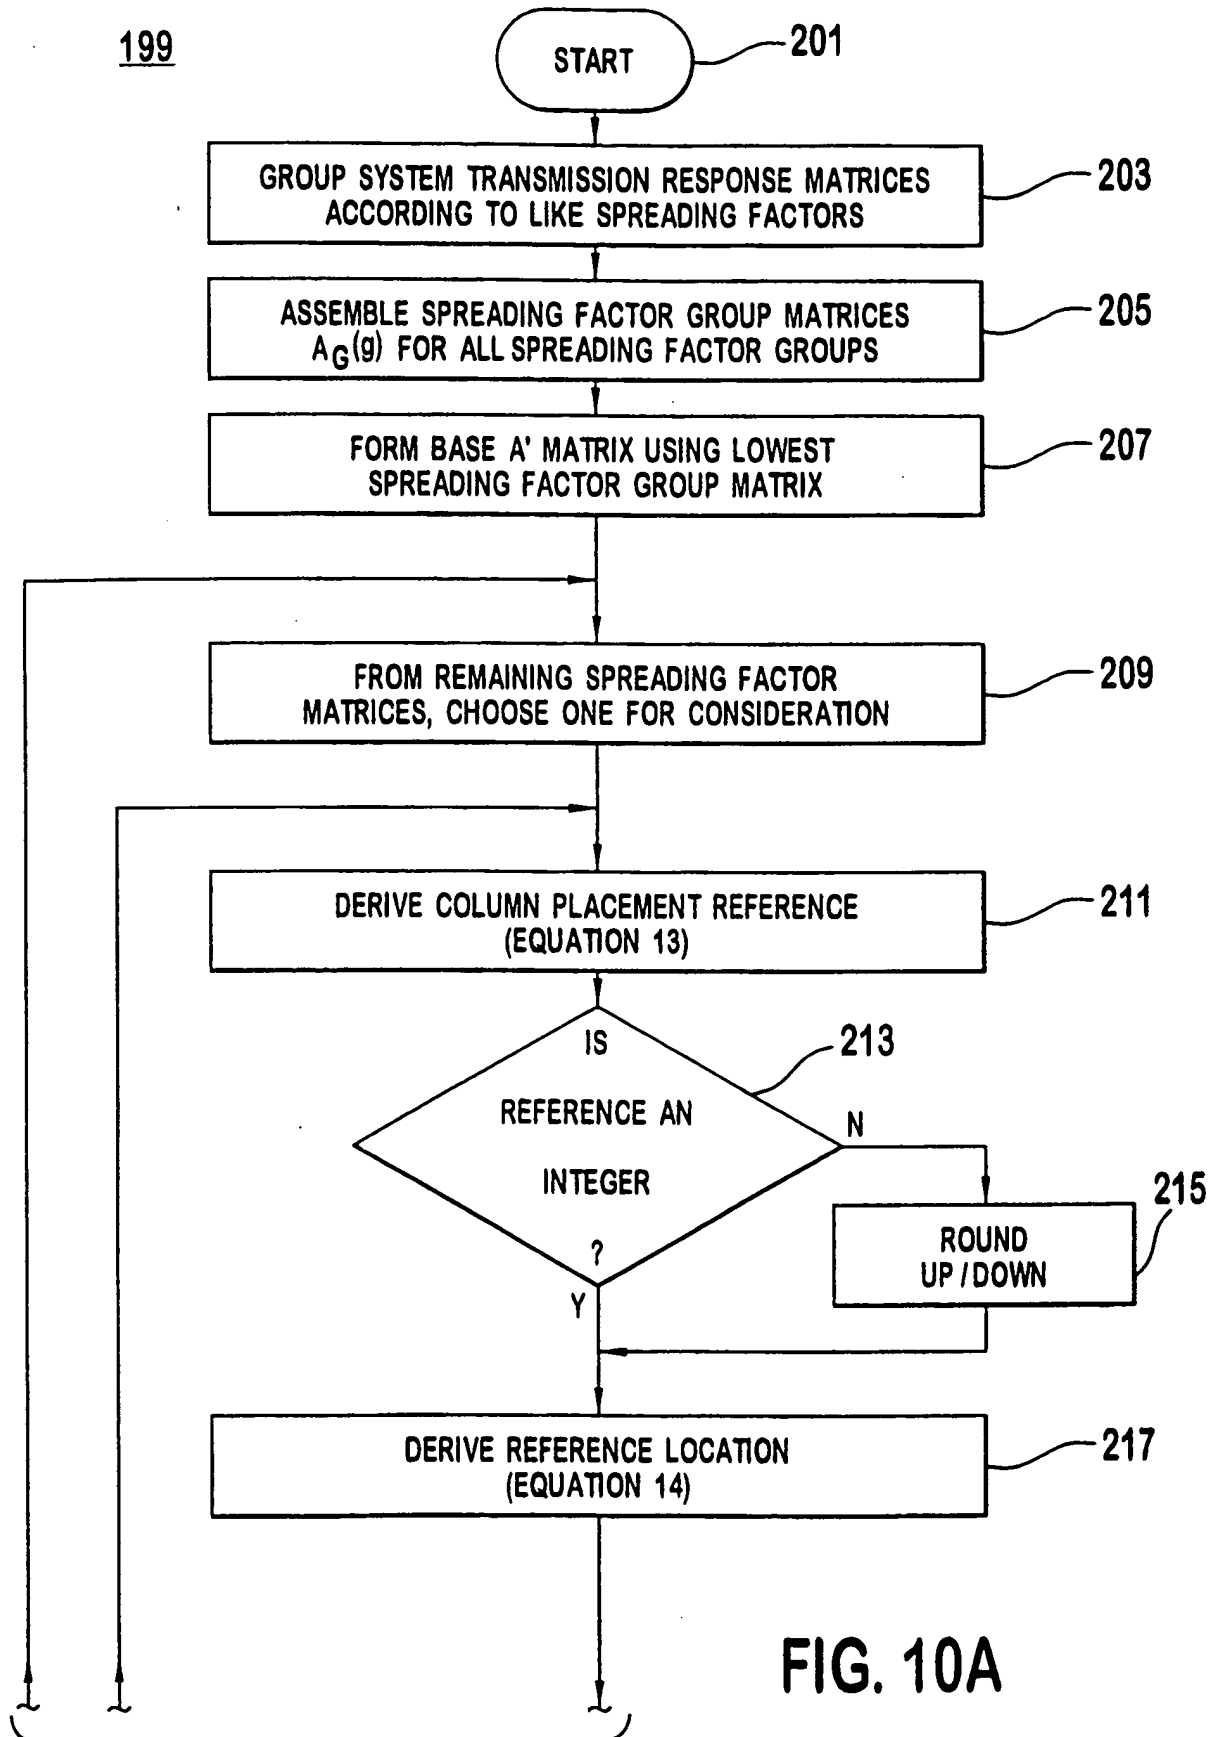 199
START
201
GROUP SYSTEM TRANSMISSION RESPONSE MATRICES
ACCORDING TO LIKE SPREADING FACTORS
203
ASSEMBLE SPREADING FACTOR GROUP MATRICES
AG(g) FOR ALL SPREADING FACTOR GROUPS
205
FORM BASE A' MATRIX USING LOWEST
SPREADING FACTOR GROUP MATRIX
207
FROM REMAINING SPREADING FACTOR
MATRICES, CHOOSE ONE FOR CONSIDERATION
209
DERIVE COLUMN PLACEMENT REFERENCE
(EQUATION 13)
211
IS
REFERENCE AN
INTEGER
?
213
N
Y
ROUND
UP/DOWN
215
DERIVE REFERENCE LOCATION
(EQUATION 14)
217
FIG. 10A